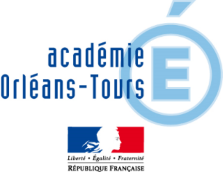 académie
Orléans-Tours
É
Liberté • Égalité • Fraternité
RÉPUBLIQUE FRANÇAISE